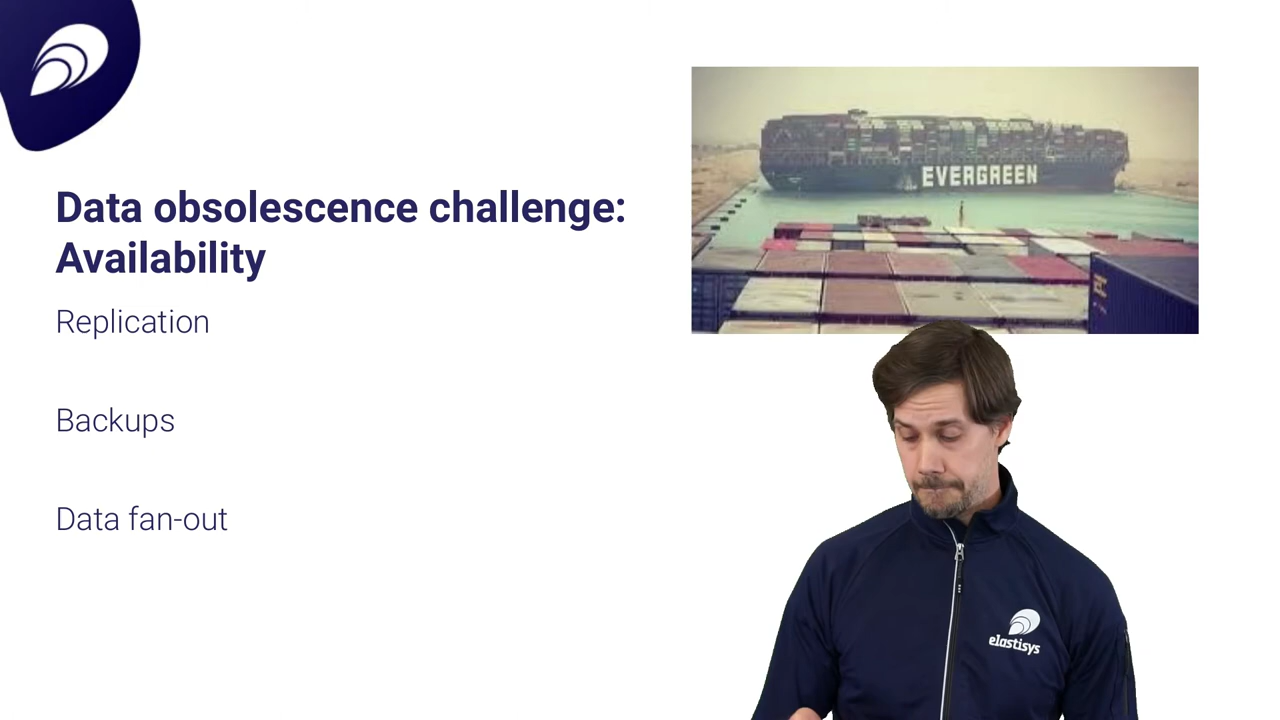 Data obsolescence challenge:
Availability
Replication
Backups
Data fan-out
EVERGREEN
elastisys